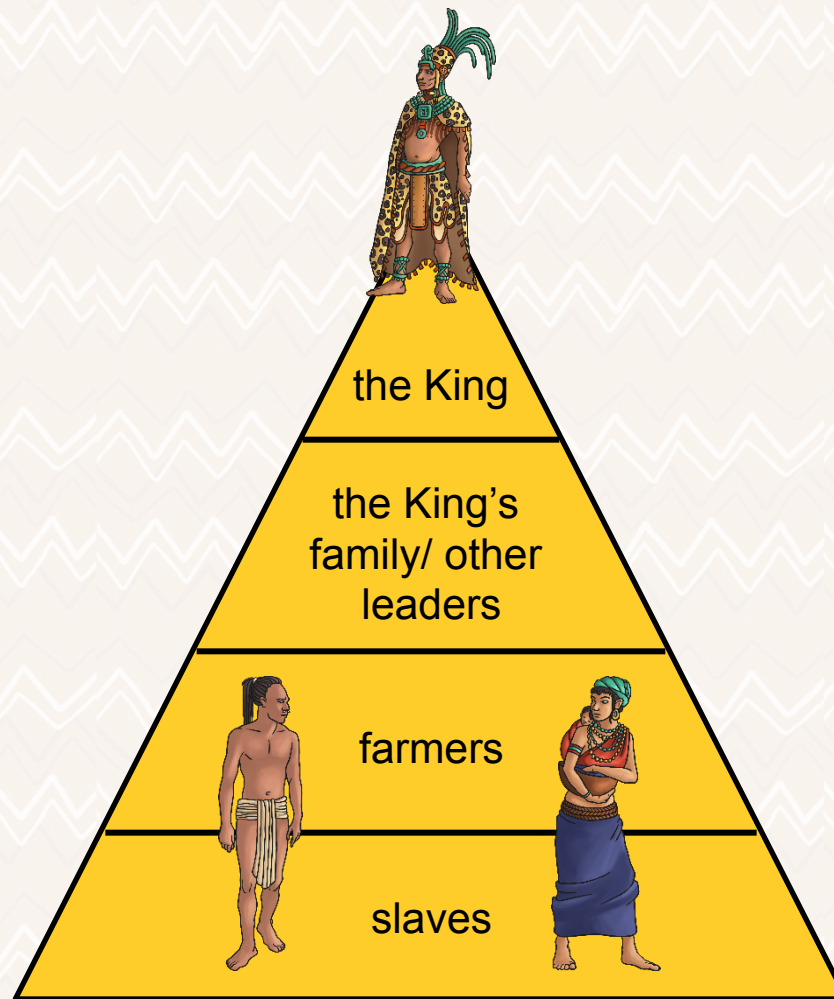 the King
the King’s
family/ other
leaders
farmers
slaves